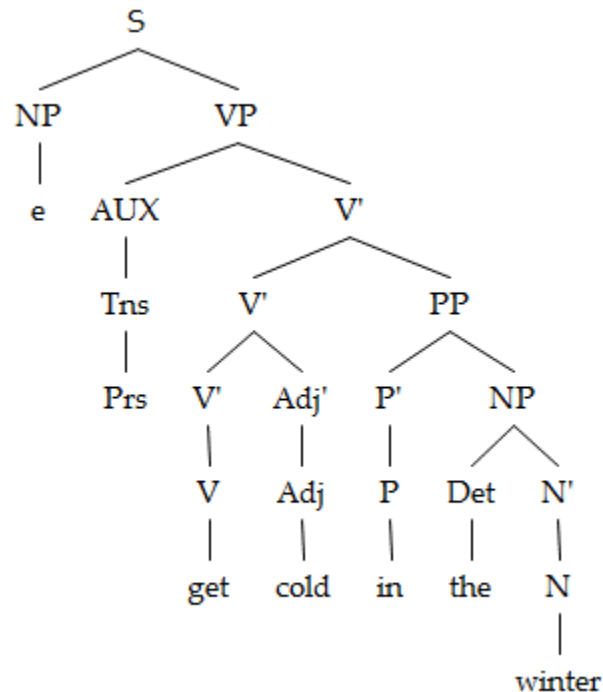 S
NP VP
e AUX V'
Tns V' PP
Prs V' Adj' P' NP
V Adj P Det N'
get cold in the N
winter